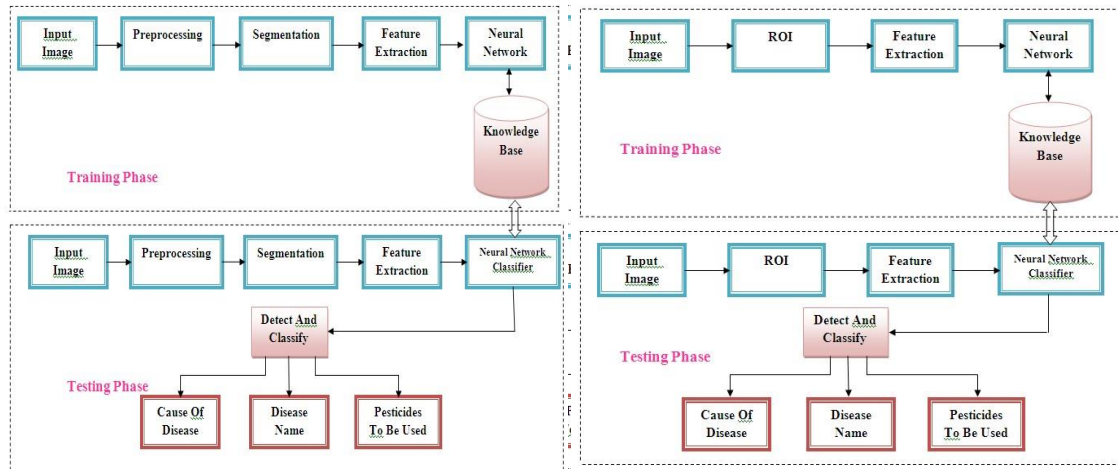 Input
Image
Preprocessing
Segmentation
Feature
Extraction
Neural
Network
Knowledge
Base
Training Phase
Input
Image
Preprocessing
Segmentation
Feature
Extraction
Neural Network
Classifier
Detect And
Classify
Testing Phase
Cause Of
Disease
Disease
Name
Pesticides
To Be Used
Input
Image
ROI
Feature
Extraction
Neural
Network
Knowledge
Base
Training Phase
Input
Image
ROI
Feature
Extraction
Neural Network
Classifier
Detect And
Classify
Testing Phase
Cause Of
Disease
Disease
Name
Pesticides
To Be Used